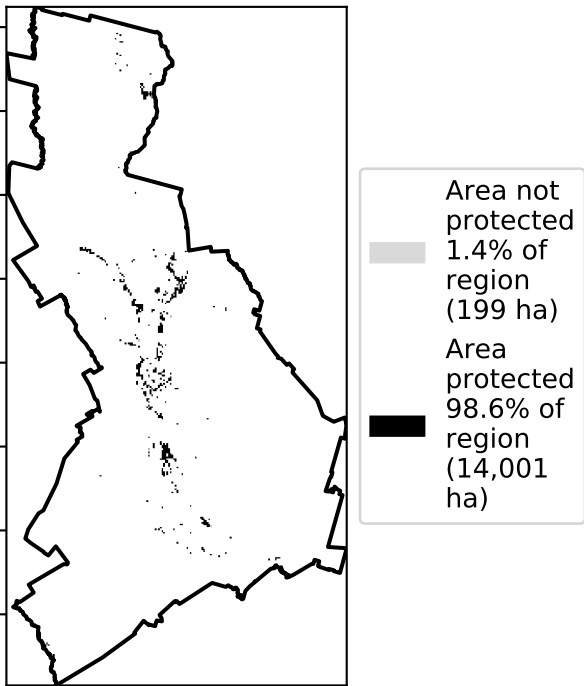 Area not
protected
1.4% of
region
(199 ha)
Area
protected
98.6% of
region
(14,001
ha)